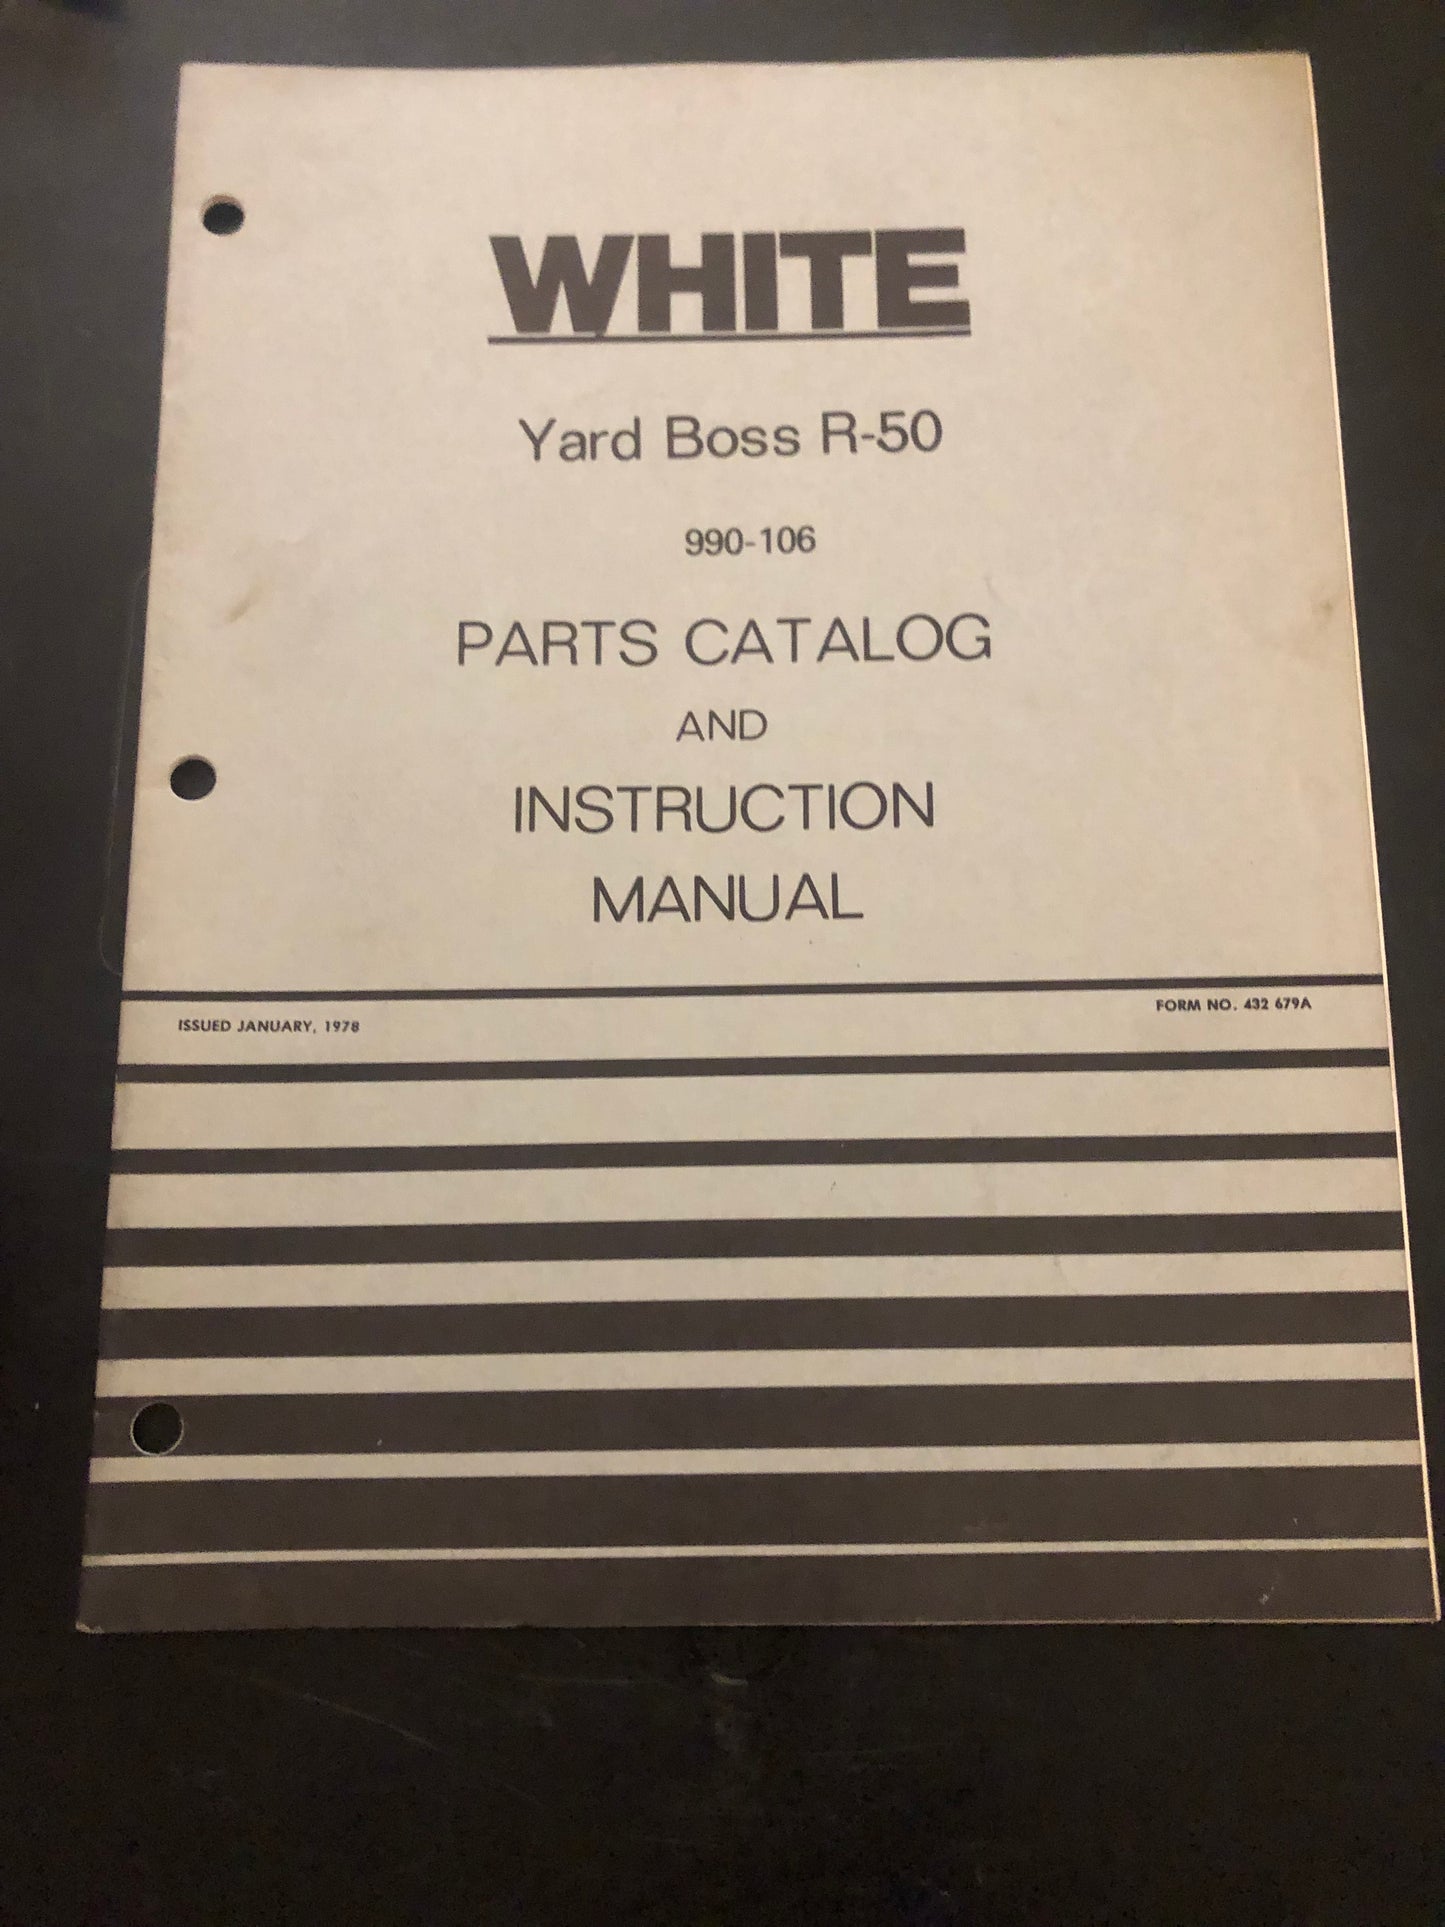 WHITE
Yard Boss R-50
990-106
PARTS CATALOG
AND
INSTRUCTION
MANUAL
ISSUED JANUARY, 1978
FORM NO. 432 679A